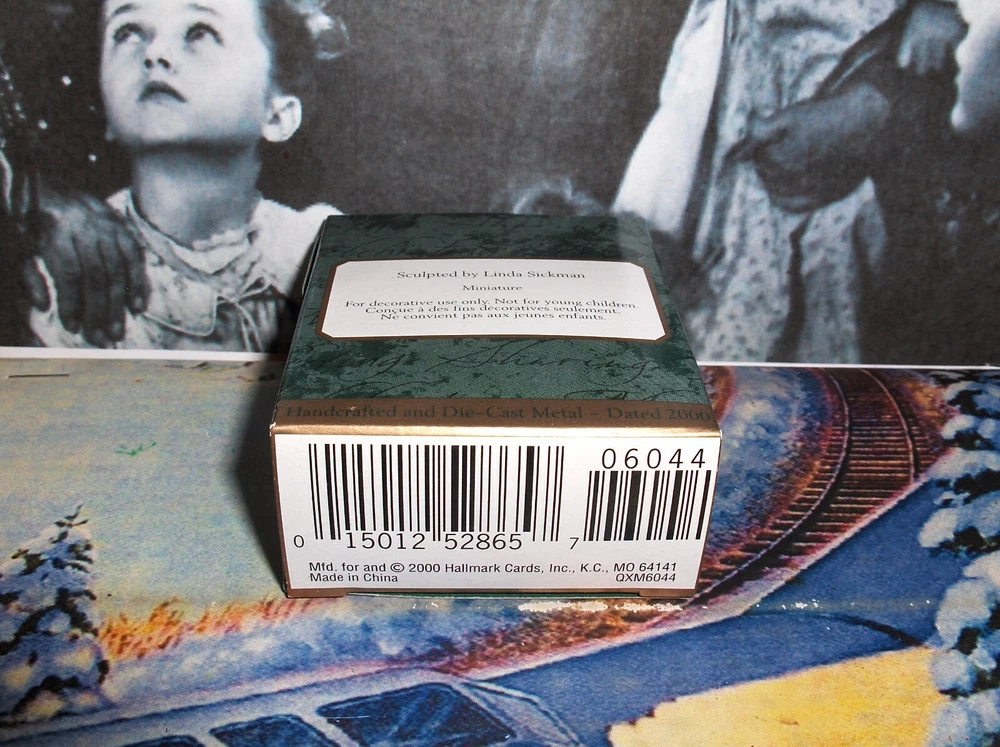 Sculpted by Linda Sickman
Miniature
For decorative use only. Not for young children.
Conçue à des fins décoratives seulement.
Ne convient pas aux jeunes enfants.
Handcrafted and Die-Cast Metal - Dated 2000
06044
0 15012 52865 7
Mfd. for and © 2000 Hallmark Cards, Inc., K.C., MO 64141
Made in China QXM6044